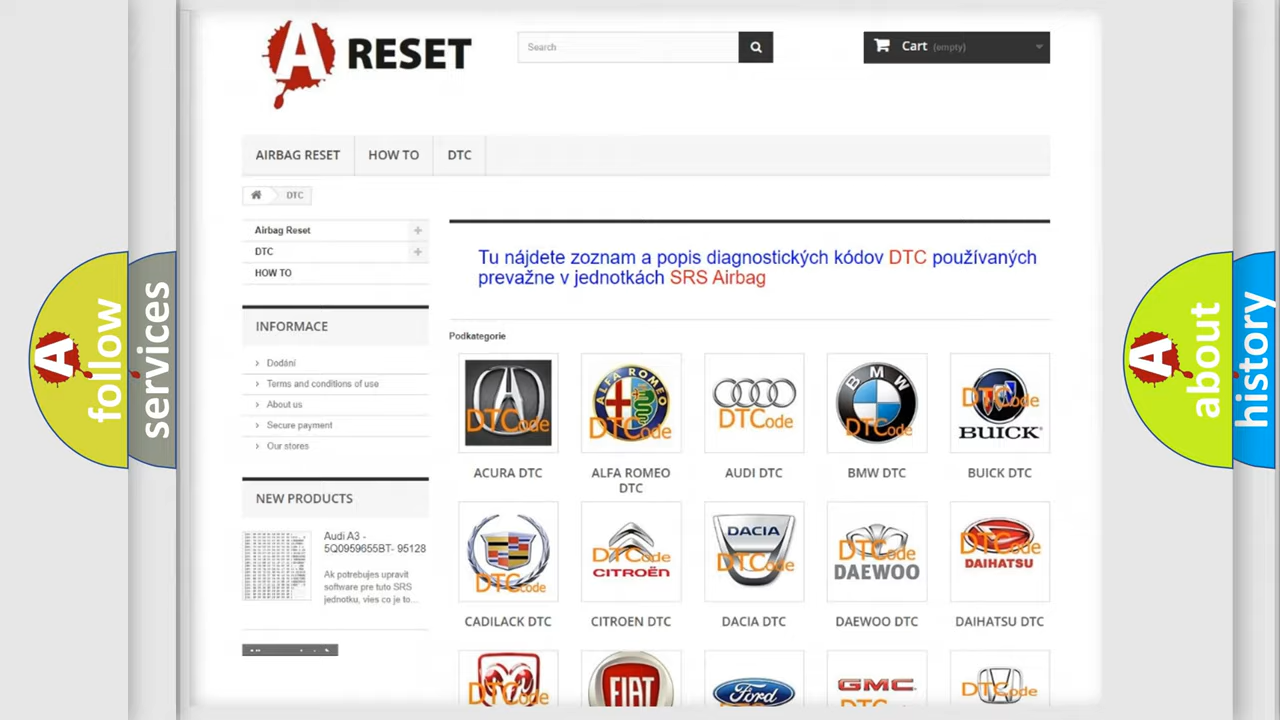 A RESET
Search
Cart (empty)
AIRBAG RESET
HOW TO
DTC
DTC
Airbag Reset
DTC
HOW TO
INFORMACE
Dodání
Terms and conditions of use
About us
Secure payment
Our stores
NEW PRODUCTS
Audi A3 -
5Q0959655BT- 95128
Ak potrebujes upravit
software pre tuto SRS
jednotku, vies co je to...
Tu nájdete zoznam a popis diagnostických kódov DTC používaných
prevažne v jednotkách SRS Airbag
Podkategorie
DTCode
ALFA ROMEO
DTCode
DTCode
BMW
DTCode
DTCode
BUICK
ACURA DTC
ALFA ROMEO
DTC
AUDI DTC
BMW DTC
BUICK DTC
DTCode
DTCode
CITROËN
DACIA
DTCode
DTCode
DAEWOO
DTCode
DAIHATSU
CADILACK DTC
CITROEN DTC
DACIA DTC
DAEWOO DTC
DAIHATSU DTC
DTCode
FIAT
Ford
GMC
DTCode
A follow
services
A about
history